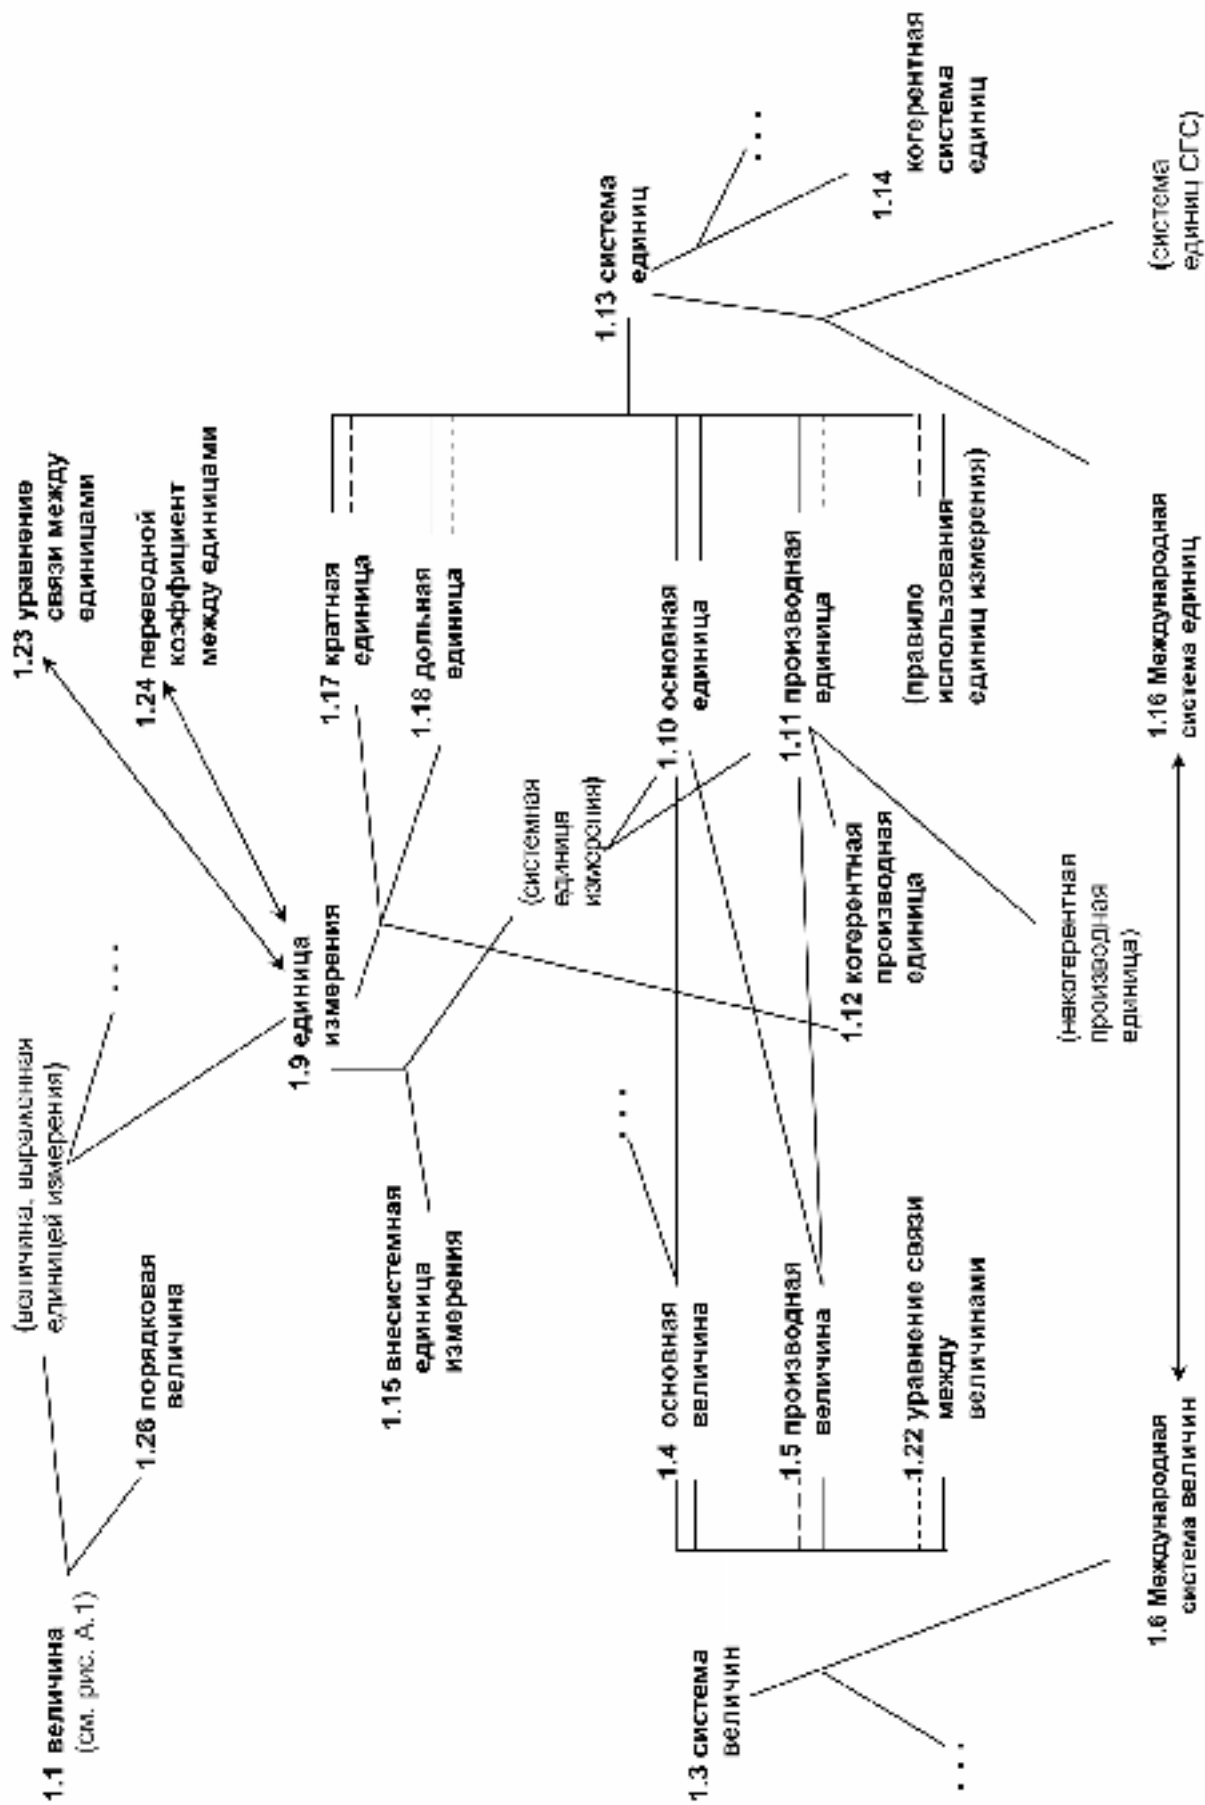 1.1 величина
(см. рис. А.1)
(величина, выраженная
единицей измерения)
1.26 порядковая
величина
...
1.23 уравнение
связи между
единицами
1.24 переводной
коэффициент
между единицами
1.9 единица
измерения
1.17 кратная
единица
1.18 дольная
единица
1.15 внесистемная
единица
измерения
(системная
единица
измерения)
1.13 система
единиц
...
1.14
когерентная
система
единиц
...
1.4 основная
величина
1.10 основная
единица
1.5 производная
величина
1.11 производная
единица
1.22 уравнение связи
между
величинами
1.12 когерентная
производная
единица
(правило
использования
единиц измерения)
1.3 система
величин
...
(некогерентная
производная
единица)
1.6 Международная
система величин
1.16 Международная
система единиц
(система
единиц СГС)